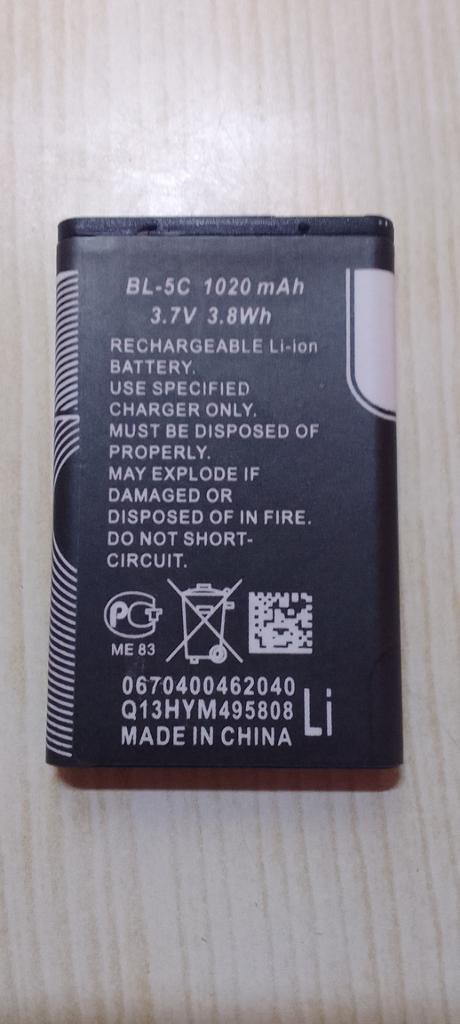 BL-5C 1020 mAh
3.7V 3.8Wh
RECHARGEABLE Li-ion
BATTERY.
USE SPECIFIED
CHARGER ONLY.
MUST BE DISPOSED OF
PROPERLY.
MAY EXPLODE IF
DAMAGED OR
DISPOSED OF IN FIRE.
DO NOT SHORT-
CIRCUIT.
РСТ
ME 83
0670400462040
Q13HYM495808
Li
MADE IN CHINA